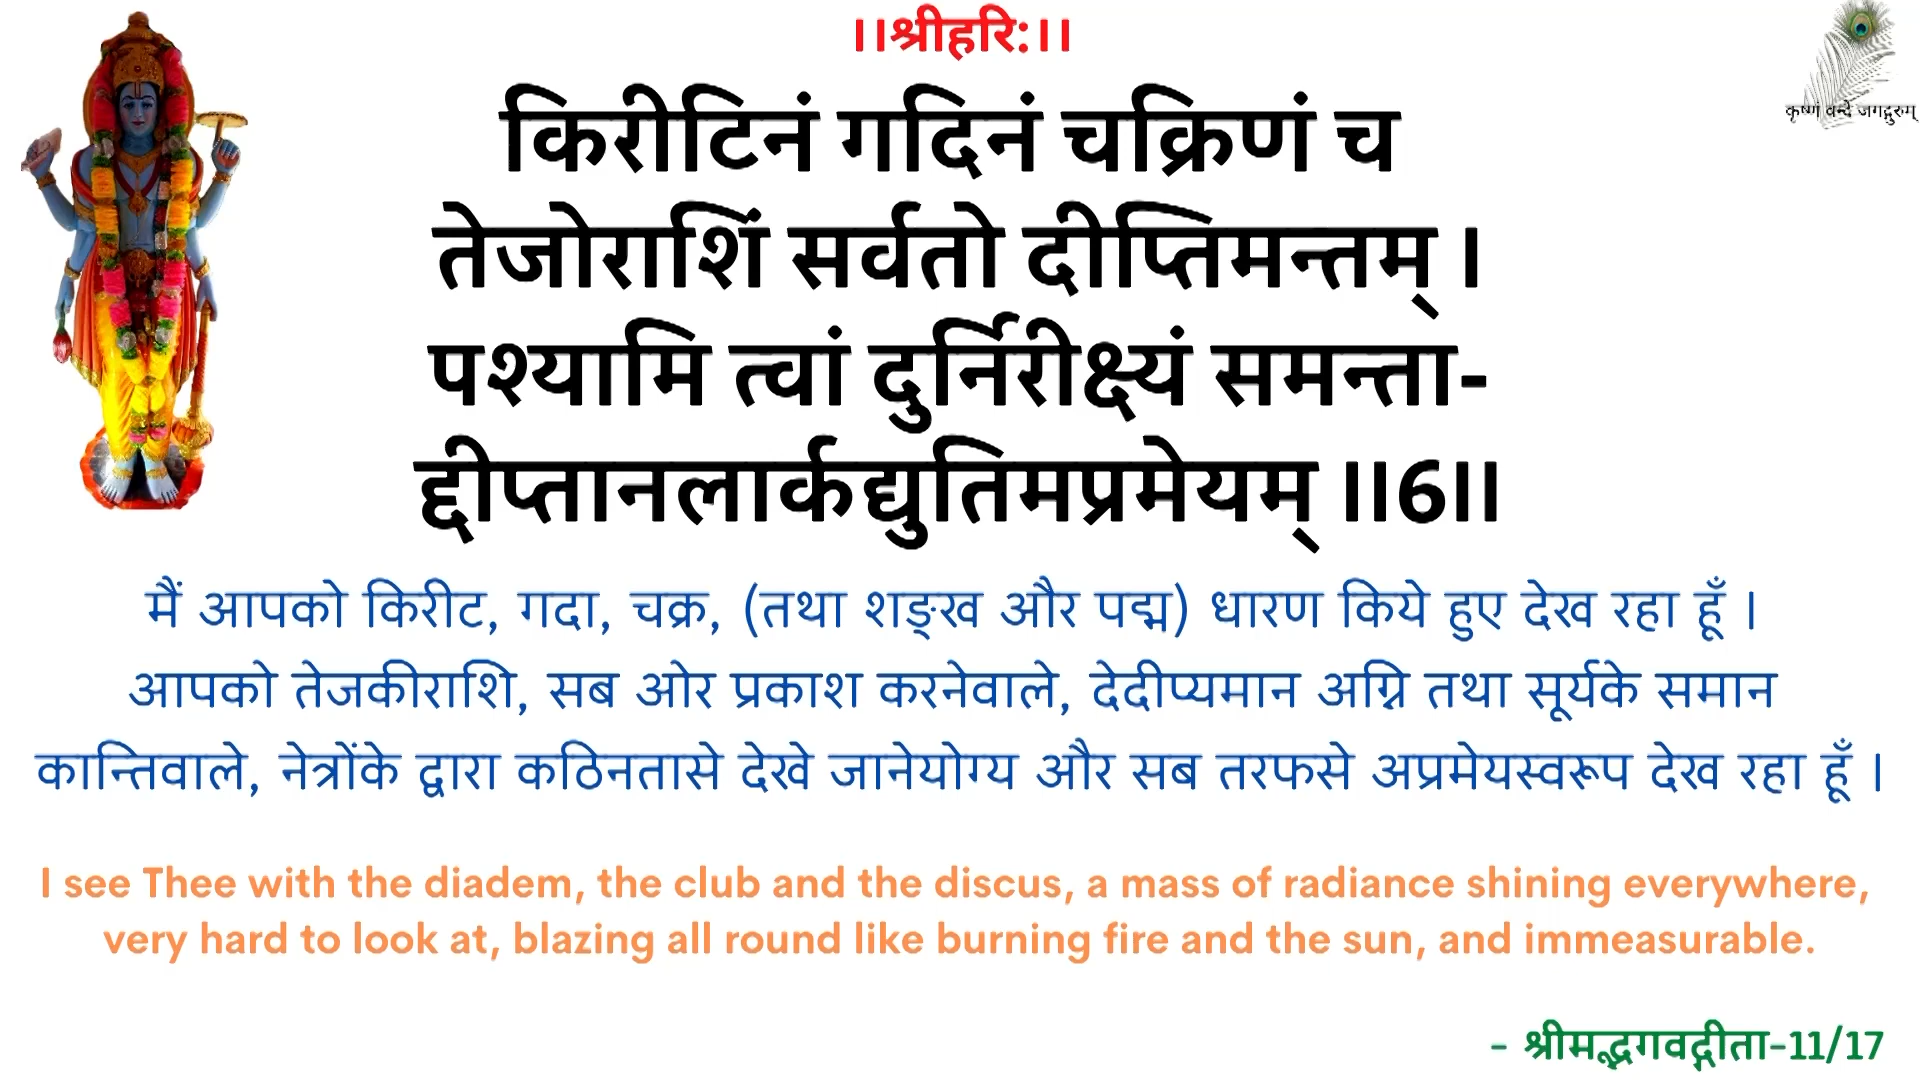 ।।श्रीहरि:।।
कृष्णं वन्दे जगद्गुरुम्
किरीटिनं गदिनं चक्रिणं च
तेजोराशिं सर्वतो दीप्तिमन्तम् ।
पश्यामि त्वां दुर्निरीक्ष्यं समन्ता-
द्दीप्तानलार्कद्युतिमप्रमेयम् ।।6।।
मैं आपको किरीट, गदा, चक्र, (तथा शङ्ख और पद्म) धारण किये हुए देख रहा हूँ ।
आपको तेजकीराशि, सब ओर प्रकाश करनेवाले, देदीप्यमान अग्नि तथा सूर्यके समान
कान्तिवाले, नेत्रोंके द्वारा कठिनतासे देखे जानेयोग्य और सब तरफसे अप्रमेयस्वरूप देख रहा हूँ ।
I see Thee with the diadem, the club and the discus, a mass of radiance shining everywhere,
very hard to look at, blazing all round like burning fire and the sun, and immeasurable.
- श्रीमद्भगवद्गीता-11/17